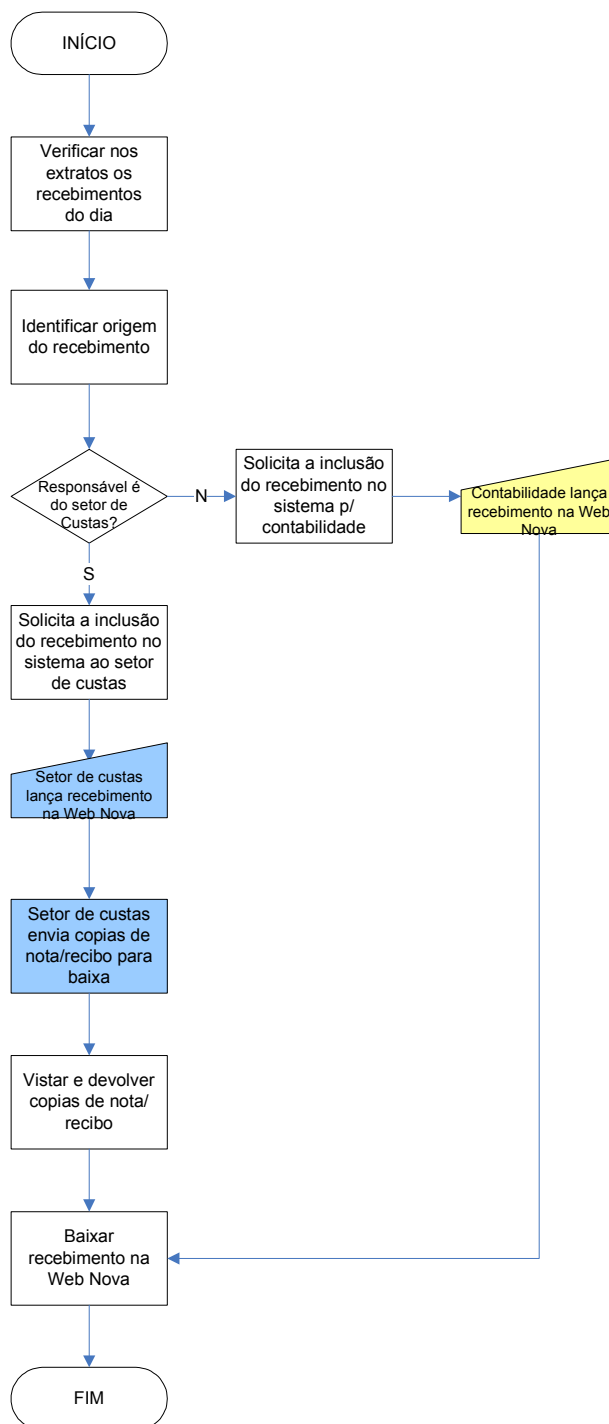 INÍCIO
Verificar nos
extratos os
recebimentos
do dia
Identificar origem
do recebimento
Responsável é
do setor de
Custas?
N
Solicita a inclusão
do recebimento no
sistema p/
contabilidade
Contabilidade lança
recebimento na Web
Nova
S
Solicita a inclusão
do recebimento no
sistema ao setor
de custas
Setor de custas
lança recebimento
na Web Nova
Setor de custas
envia copias de
nota/recibo para
baixa
Vistar e devolver
copias de nota/
recibo
Baixar
recebimento na
Web Nova
FIM